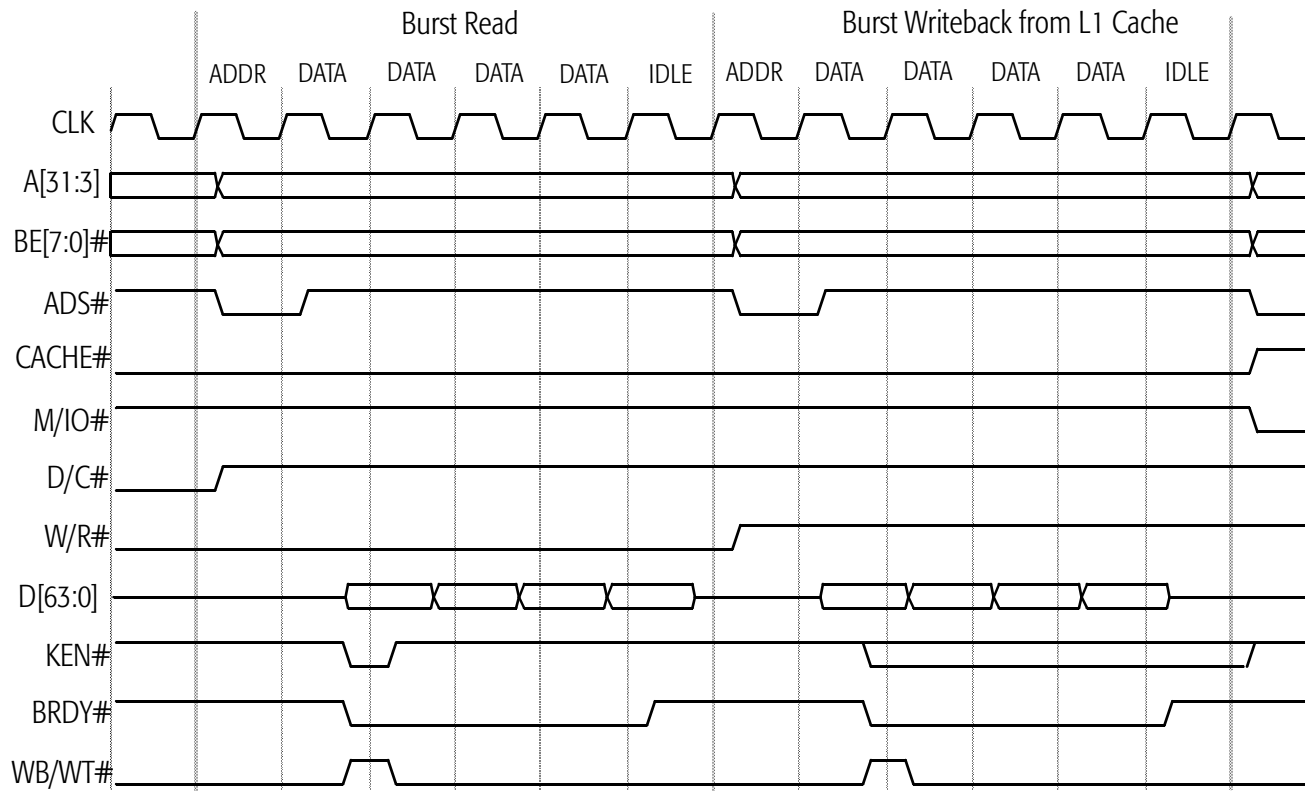 Burst Read Burst Writeback from L1 Cache
ADDR DATA DATA DATA DATA IDLE ADDR DATA DATA DATA DATA IDLE
CLK
A[31:3]
BE[7:0]#
ADS#
CACHE#
M/IO#
D/C#
W/R#
D[63:0]
KEN#
BRDY#
WB/WT#